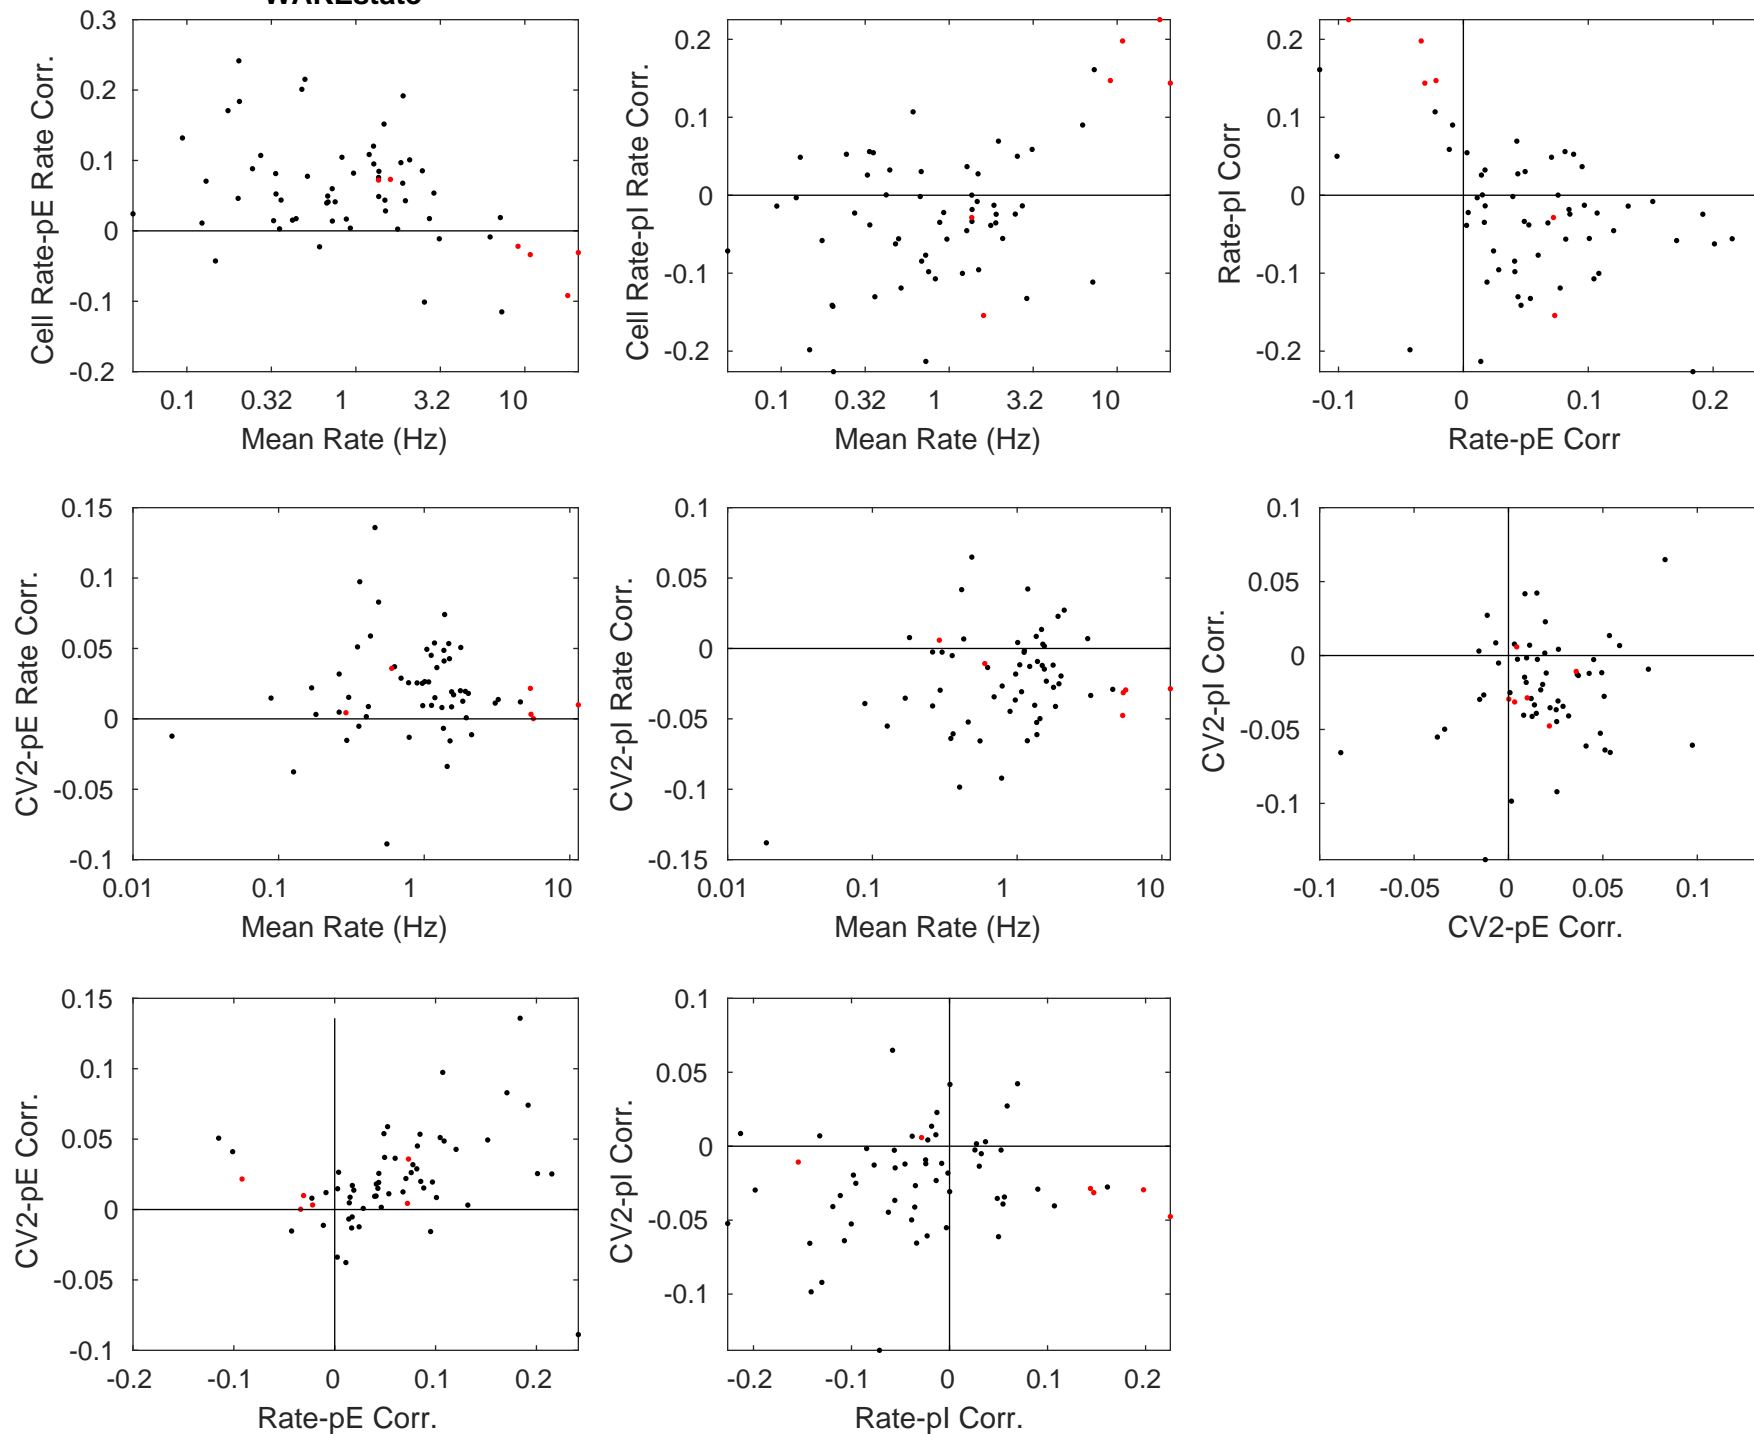 WAKEstate
0.3
0.2
0.1
0
-0.1
-0.2
Cell Rate-pE Rate Corr.
0.1 0.32 1 3.2 10
Mean Rate (Hz)
0.2
0.1
0
-0.1
-0.2
Cell Rate-pI Rate Corr.
0.1 0.32 1 3.2 10
Mean Rate (Hz)
0.2
0.1
0
-0.1
-0.2
Rate-pI Corr
-0.1 0 0.1 0.2
Rate-pE Corr
0.15
0.1
0.05
0
-0.05
-0.1
CV2-pE Rate Corr.
0.01 0.1 1 10
Mean Rate (Hz)
0.1
0.05
0
-0.05
-0.1
-0.15
CV2-pI Rate Corr.
0.01 0.1 1 10
Mean Rate (Hz)
0.1
0.05
0
-0.05
-0.1
CV2-pI Corr.
-0.1 -0.05 0 0.05 0.1
CV2-pE Corr.
0.15
0.1
0.05
0
-0.05
-0.1
CV2-pE Corr.
-0.2 -0.1 0 0.1 0.2
Rate-pE Corr.
0.1
0.05
0
-0.05
-0.1
CV2-pI Corr.
-0.2 -0.1 0 0.1 0.2
Rate-pI Corr.